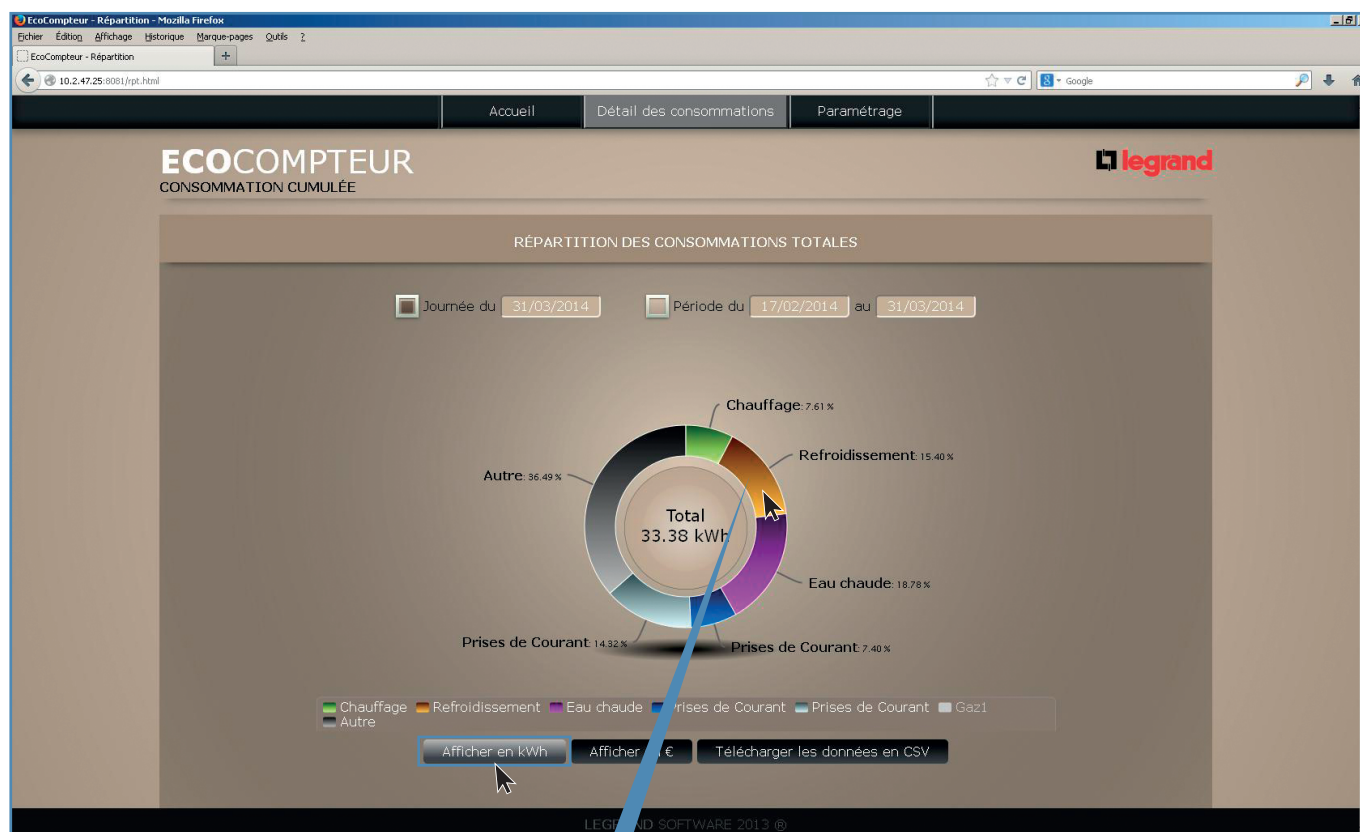 EcoCompteur - Répartition - Mozilla Firefox
Fichier Édition Affichage Historique Marque-pages Outils ?
EcoCompteur - Répartition +
10.2.47.25:8081/rpt.html Google
Accueil Détail des consommations Paramétrage
ECOCOMPTEUR legrand
CONSOMMATION CUMULÉE
RÉPARTITION DES CONSOMMATIONS TOTALES
Journée du 31/03/2014 Période du 17/02/2014 au 31/03/2014
Chauffage: 7.61 %
Refroidissement: 15.40 %
Autre: 36.49 %
Total
33.38 kWh
Eau chaude: 18.78 %
Prises de Courant: 14.32 %
Prises de Courant: 7.40 %
Chauffage Refroidissement Eau chaude Prises de Courant Prises de Courant Gaz1
Autre
Afficher en kWh Afficher en € Télécharger les données en CSV
LEGRAND SOFTWARE 2013 ®